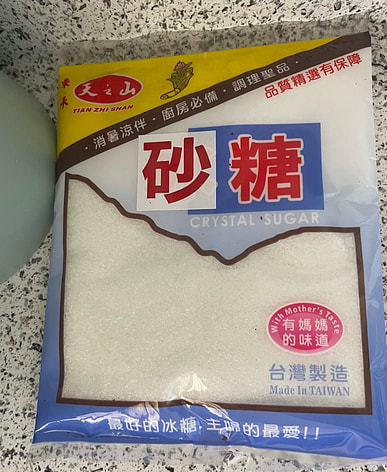 天之山
TIAN ZHI SHAN
·消暑涼伴·廚房必備·調理聖品·
品質精選有保障
砂糖
CRYSTAL SUGAR
With Mother's Taste
有媽媽
的味道
台灣製造
Made In TAIWAN
最好的冰糖·主婦的最愛!!